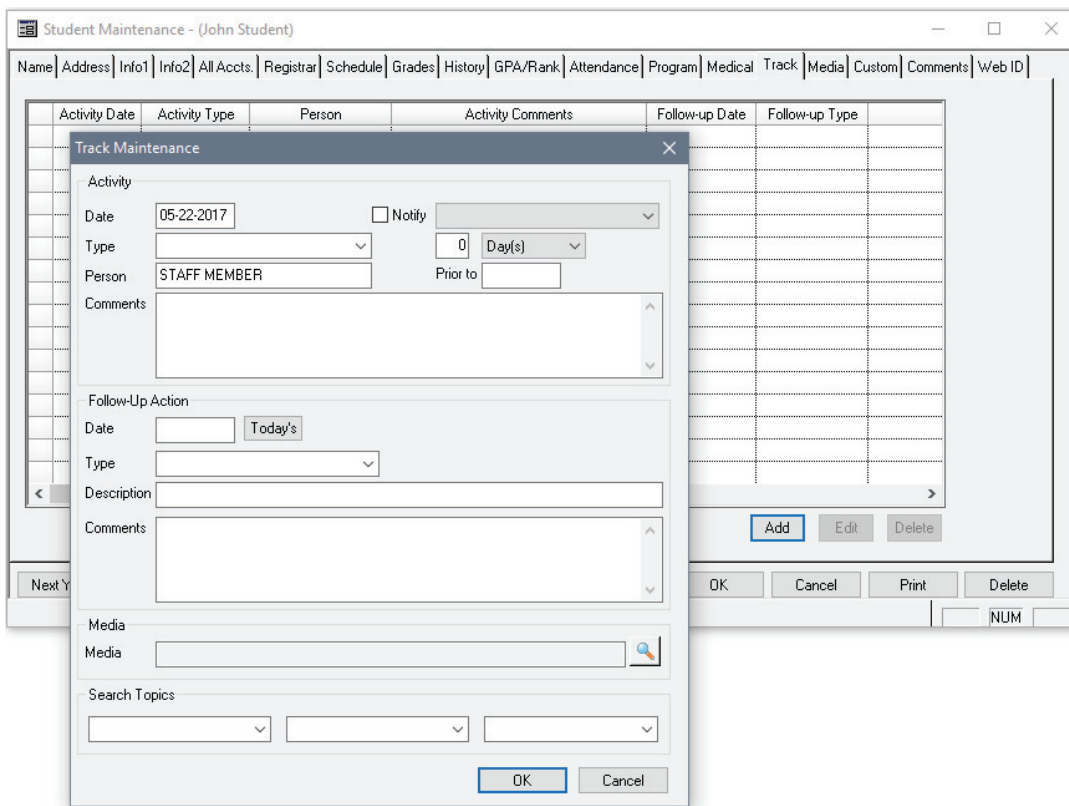 Student Maintenance - (John Student)
Name Address Info1 Info2 All Accts. Registrar Schedule Grades History GPA/Rank Attendance Program Medical Track Media Custom Comments Web ID
Activity Date Activity Type Person Activity Comments Follow-up Date Follow-up Type
Track Maintenance
Activity
Date 05-22-2017 Notify
Type 0 Day(s)
Person STAFF MEMBER Prior to
Comments
Follow-Up Action
Date Today's
Type
Description
Comments
Add Edit Delete
Next Y OK Cancel Print Delete
NUM
Media
Media
Search Topics
OK Cancel